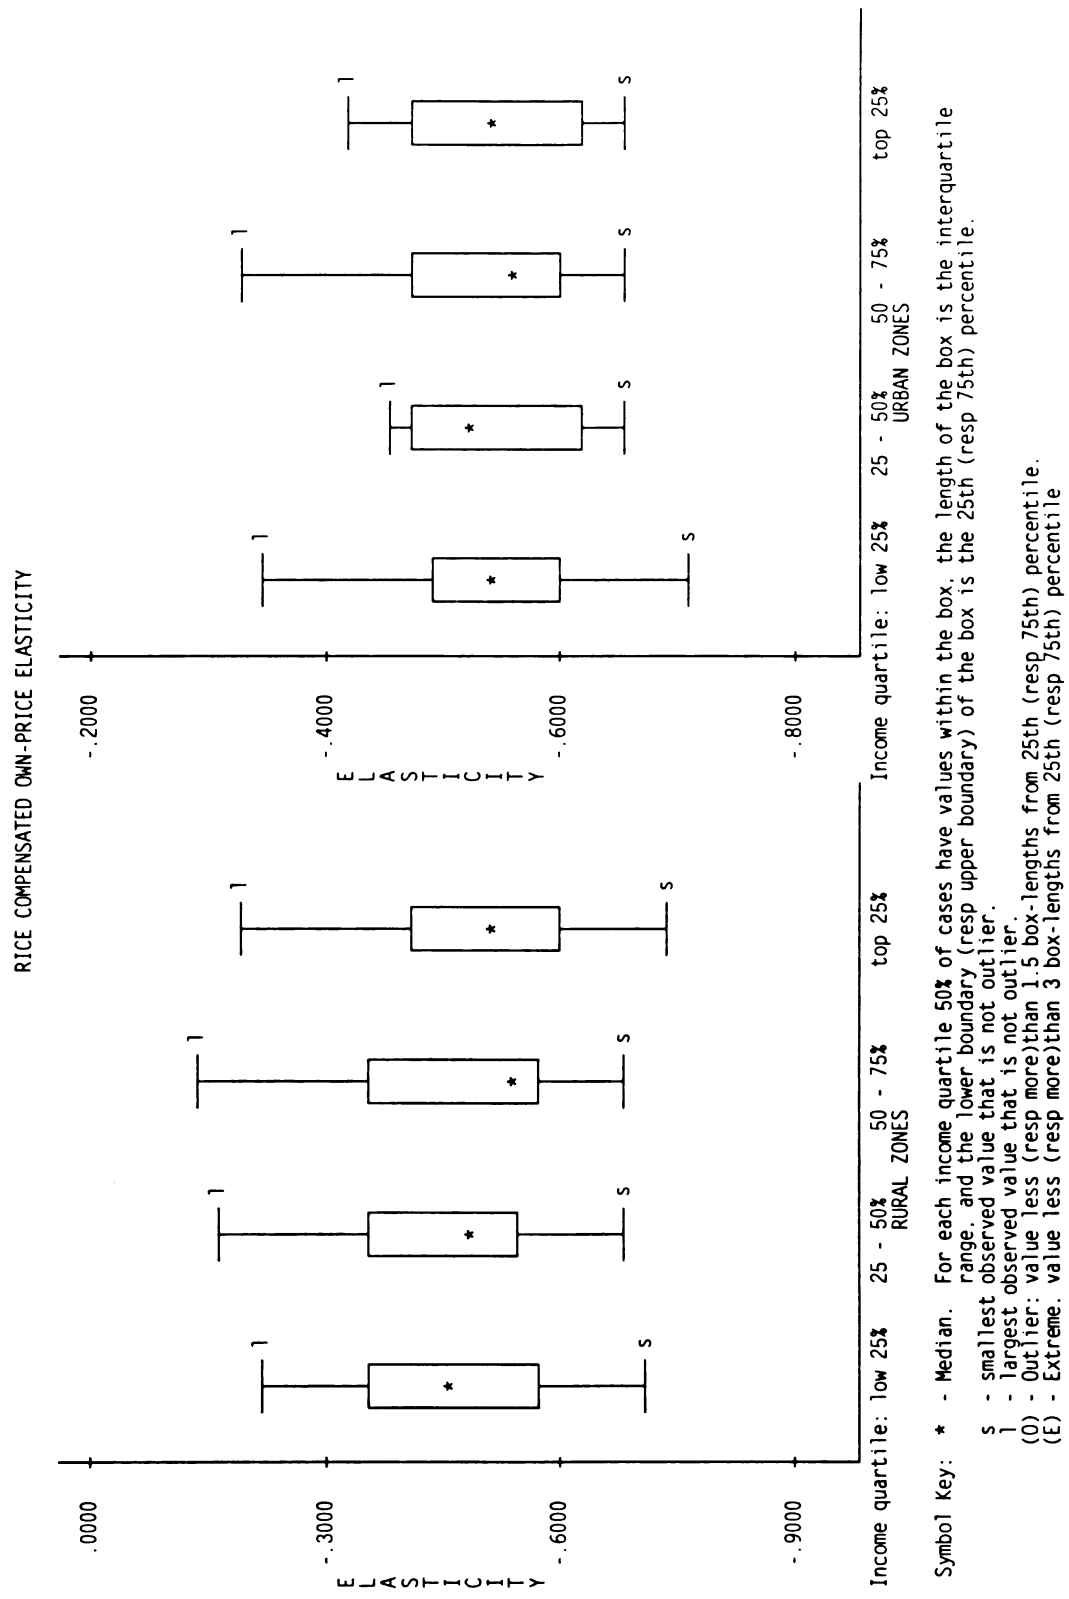 RICE COMPENSATED OWN-PRICE ELASTICITY
.0000
-.3000
-.6000
-.9000
ELASTICITY
l
s
l
s
l
s
l
s
Income quartile: low 25% 25 - 50% 50 - 75% top 25%
RURAL ZONES
-.2000
-.4000
-.6000
-.8000
ELASTICITY
l
s
l
s
l
s
l
s
Income quartile: low 25% 25 - 50% 50 - 75% top 25%
URBAN ZONES
Symbol Key: * - Median. For each income quartile 50% of cases have values within the box, the length of the box is the interquartile
range, and the lower boundary (resp upper boundary) of the box is the 25th (resp 75th) percentile.
s - smallest observed value that is not outlier.
l - largest observed value that is not outlier.
(O) - Outlier: value less (resp more)than 1.5 box-lengths from 25th (resp 75th) percentile.
(E) - Extreme. value less (resp more)than 3 box-lengths from 25th (resp 75th) percentile